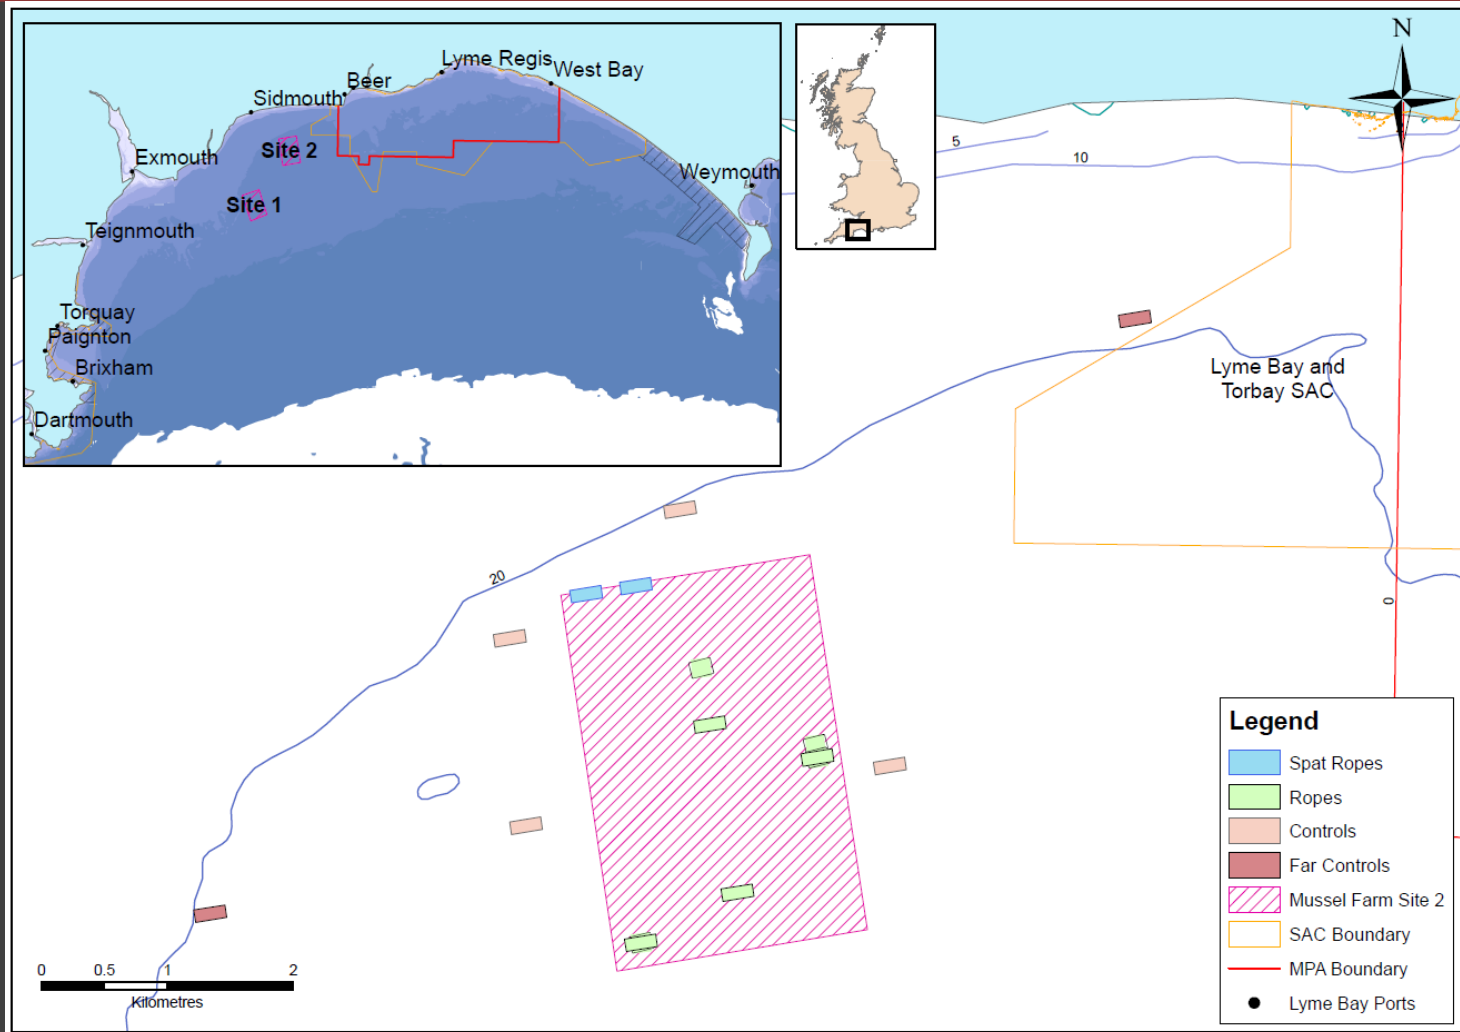 Lyme Regis
West Bay
Beer
Sidmouth
Site 2
Exmouth
Weymouth
Site 1
Teignmouth
Torquay
Paignton
Brixham
Dartmouth
N
5
10
Lyme Bay and
Torbay SAC
20
0
Legend
Spat Ropes
Ropes
Controls
Far Controls
Mussel Farm Site 2
SAC Boundary
MPA Boundary
Lyme Bay Ports
0 0.5 1 2
Kilometres